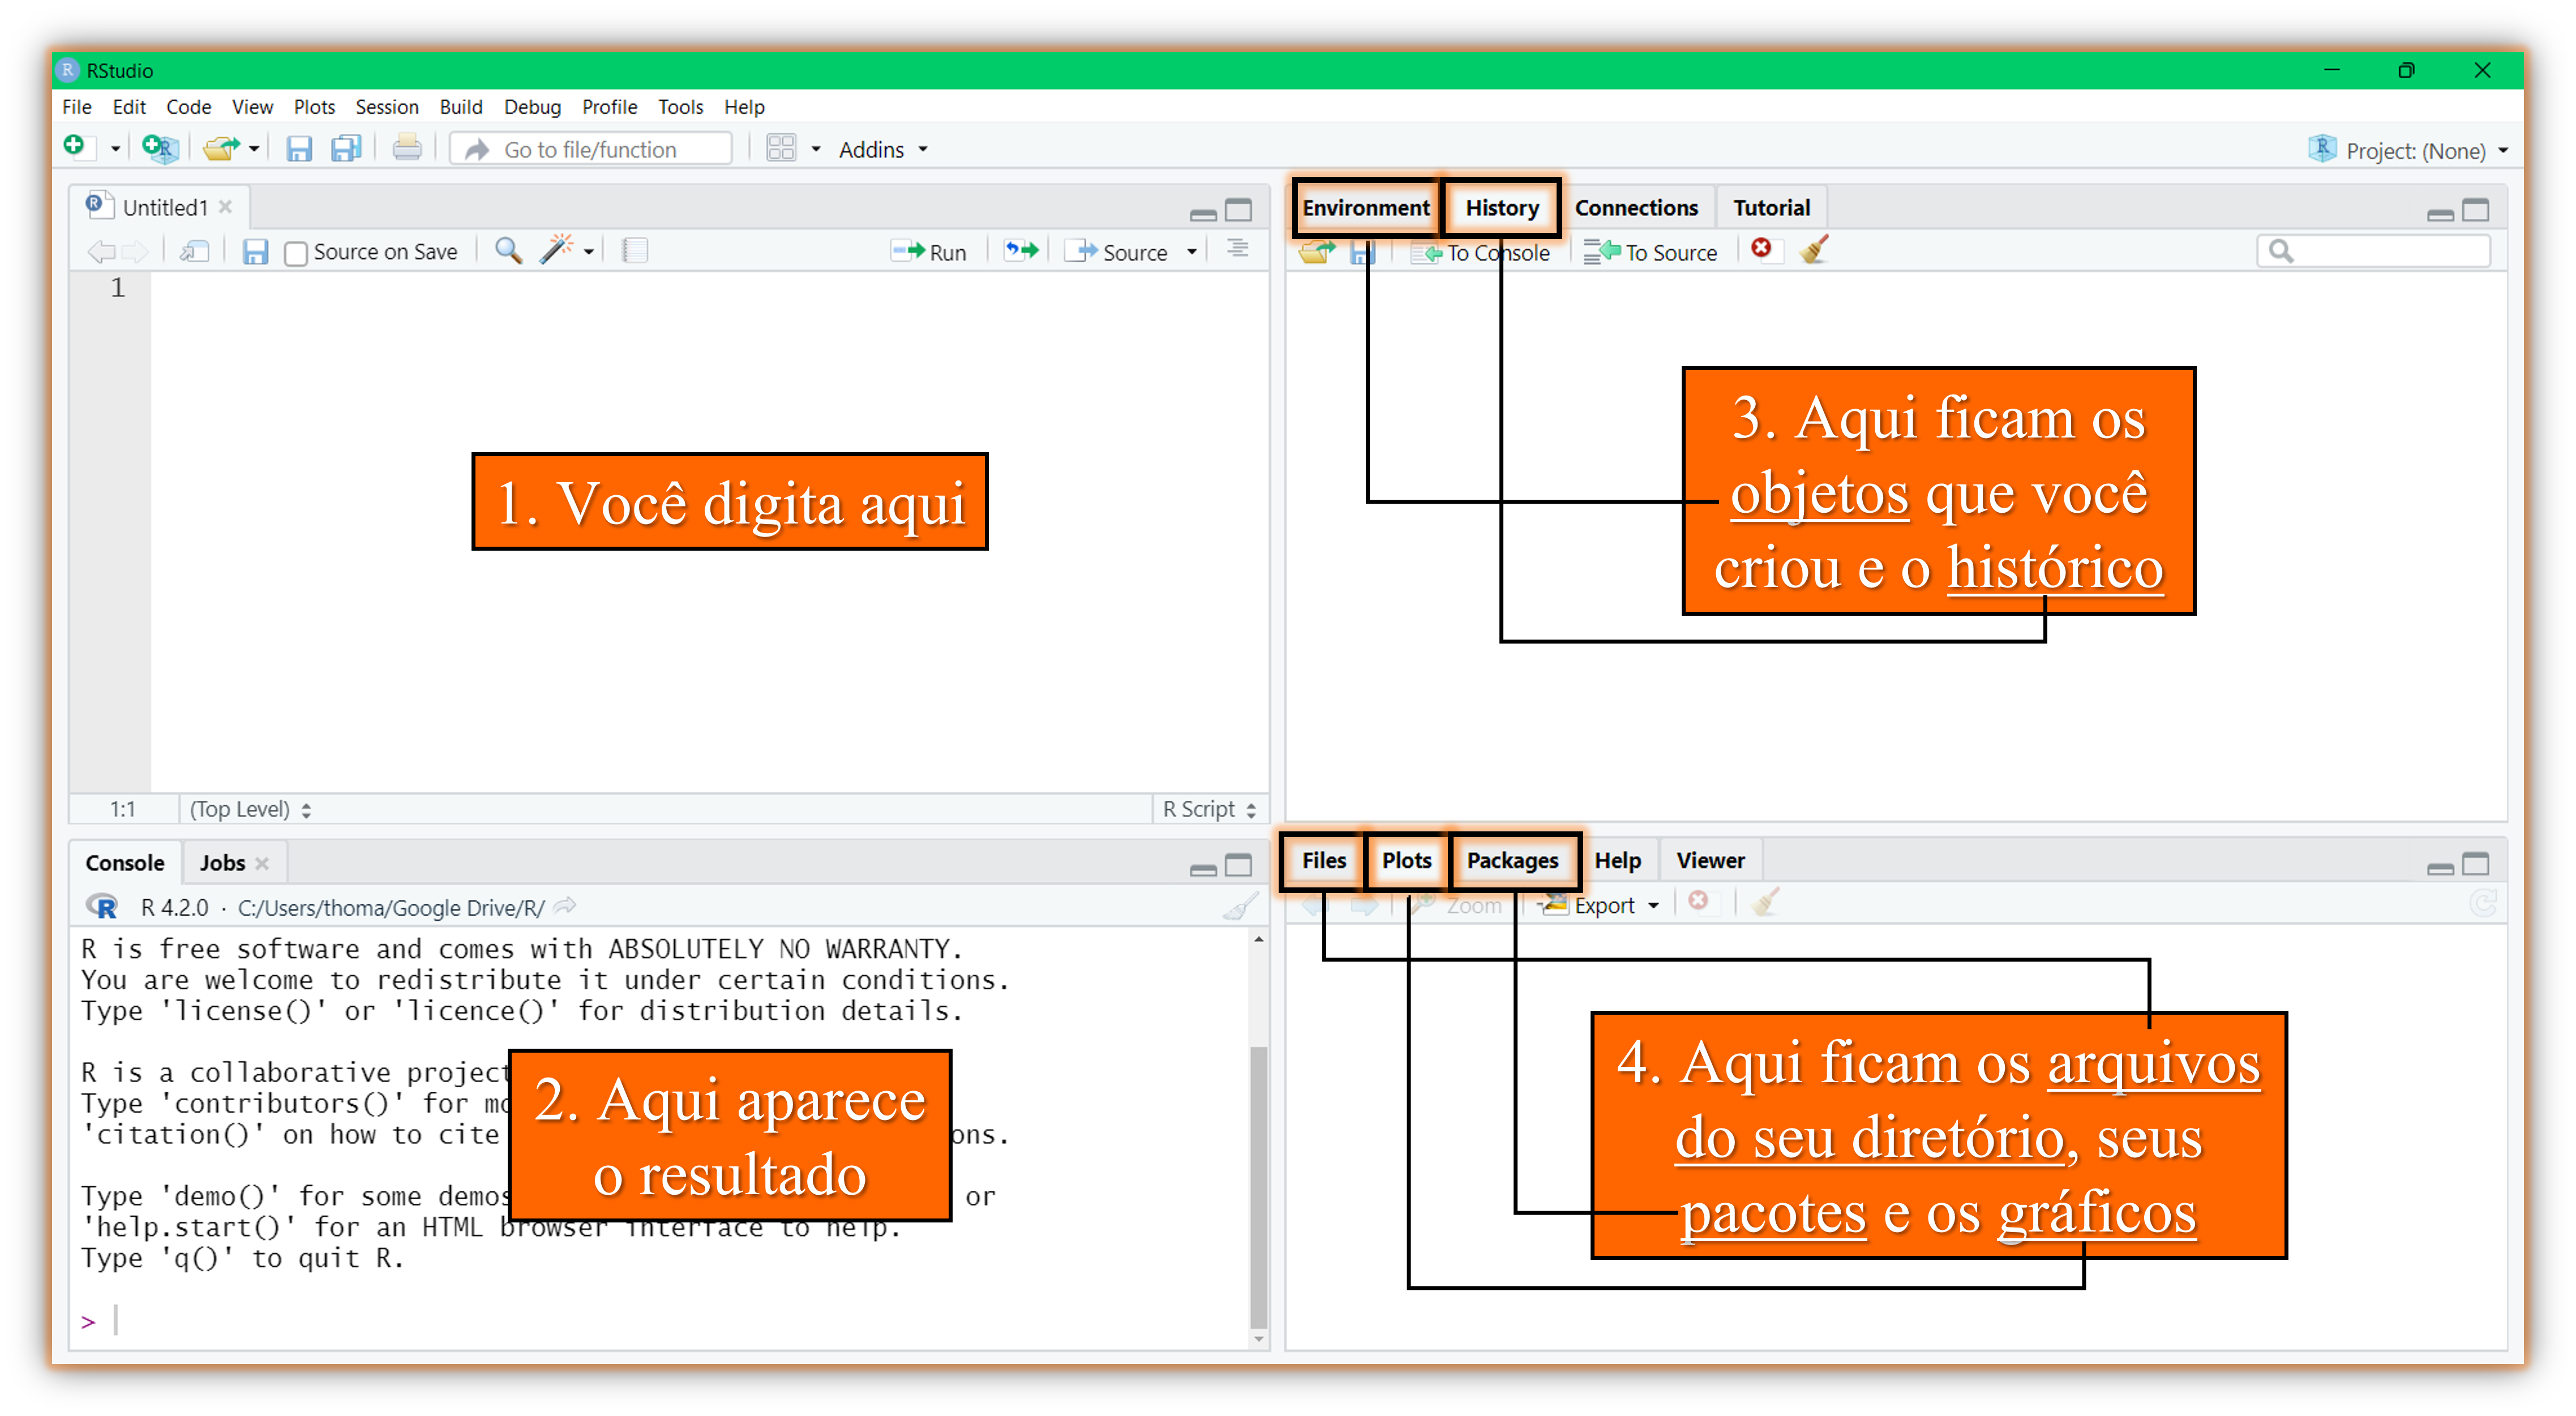 RStudio
File Edit Code View Plots Session Build Debug Profile Tools Help
Go to file/function Addins Project: (None)
Untitled1
Source on Save Run Source
1
1. Você digita aqui
1:1 (Top Level) R Script
Environment History Connections Tutorial
To Console To Source
3. Aqui ficam os
objetos que você
criou e o histórico
Console Jobs
R 4.2.0 · C:/Users/thoma/Google Drive/R/
R is free software and comes with ABSOLUTELY NO WARRANTY.
You are welcome to redistribute it under certain conditions.
Type 'license()' or 'licence()' for distribution details.
R is a collaborative project
Type 'contributors()' for
'citation()' on how to cite
Type 'demo()' for some demos or
'help.start()' for an HTML browser interface to help.
Type 'q()' to quit R.
>
2. Aqui aparece
o resultado
Files Plots Packages Help Viewer
Zoom Export
4. Aqui ficam os arquivos
do seu diretório, seus
pacotes e os gráficos